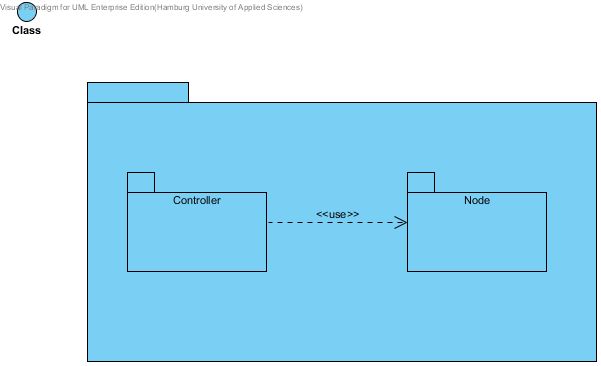 Visual Paradigm for UML Enterprise Edition(Hamburg University of Applied Sciences)
Class
Controller
<<use>>
Node